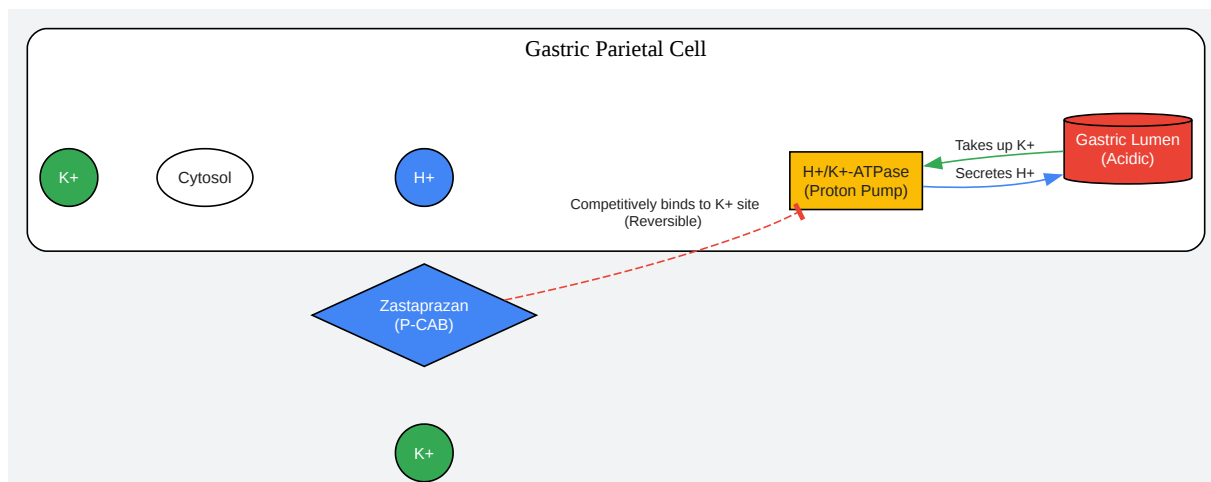 Gastric Parietal Cell
K+
Cytosol
H+
H+/K+-ATPase
(Proton Pump)
Takes up K+
Secretes H+
Gastric Lumen
(Acidic)
Competitively binds to K+ site
(Reversible)
Zastaprazan
(P-CAB)
K+